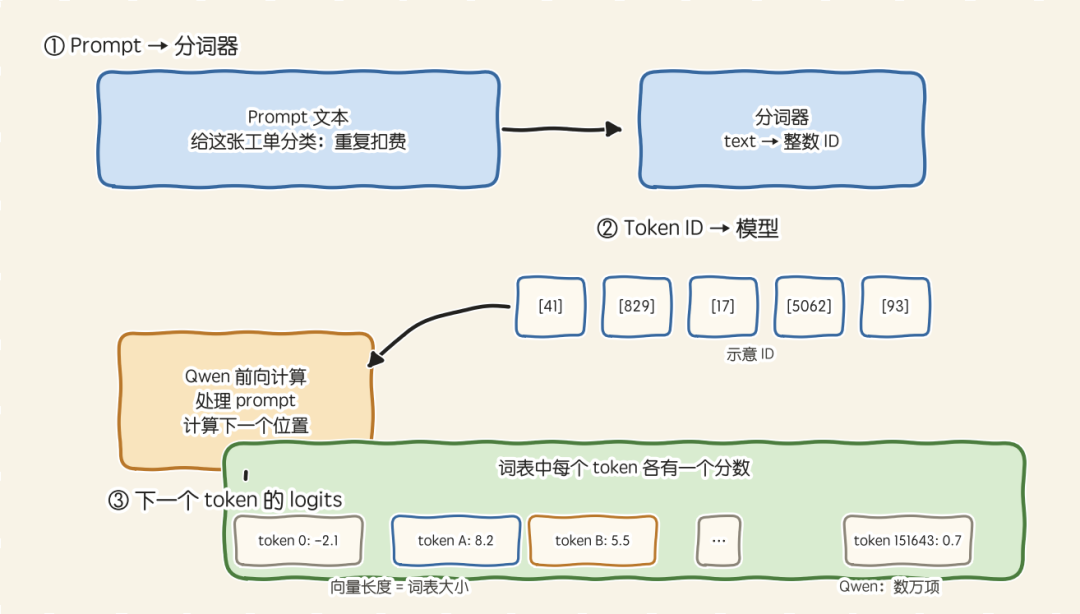 ① Prompt → 分词器
Prompt 文本
给这张工单分类：重复扣费
分词器
text → 整数 ID
② Token ID → 模型
[41]
[829]
[17]
[5062]
[93]
示意 ID
Qwen 前向计算
处理 prompt
计算下一个位置
词表中每个 token 各有一个分数
③ 下一个 token 的 logits
token 0: −2.1
token A: 8.2
token B: 5.5
…
token 151643: 0.7
向量长度 = 词表大小
Qwen：数万项